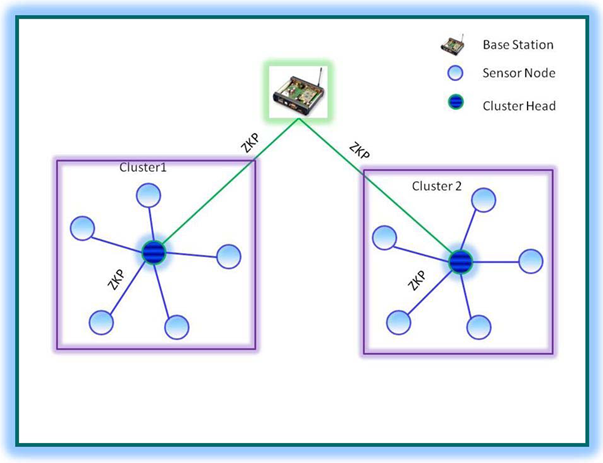 Base Station
Sensor Node
Cluster Head
ZKP
ZKP
Cluster1
Cluster 2
ZKP
ZKP